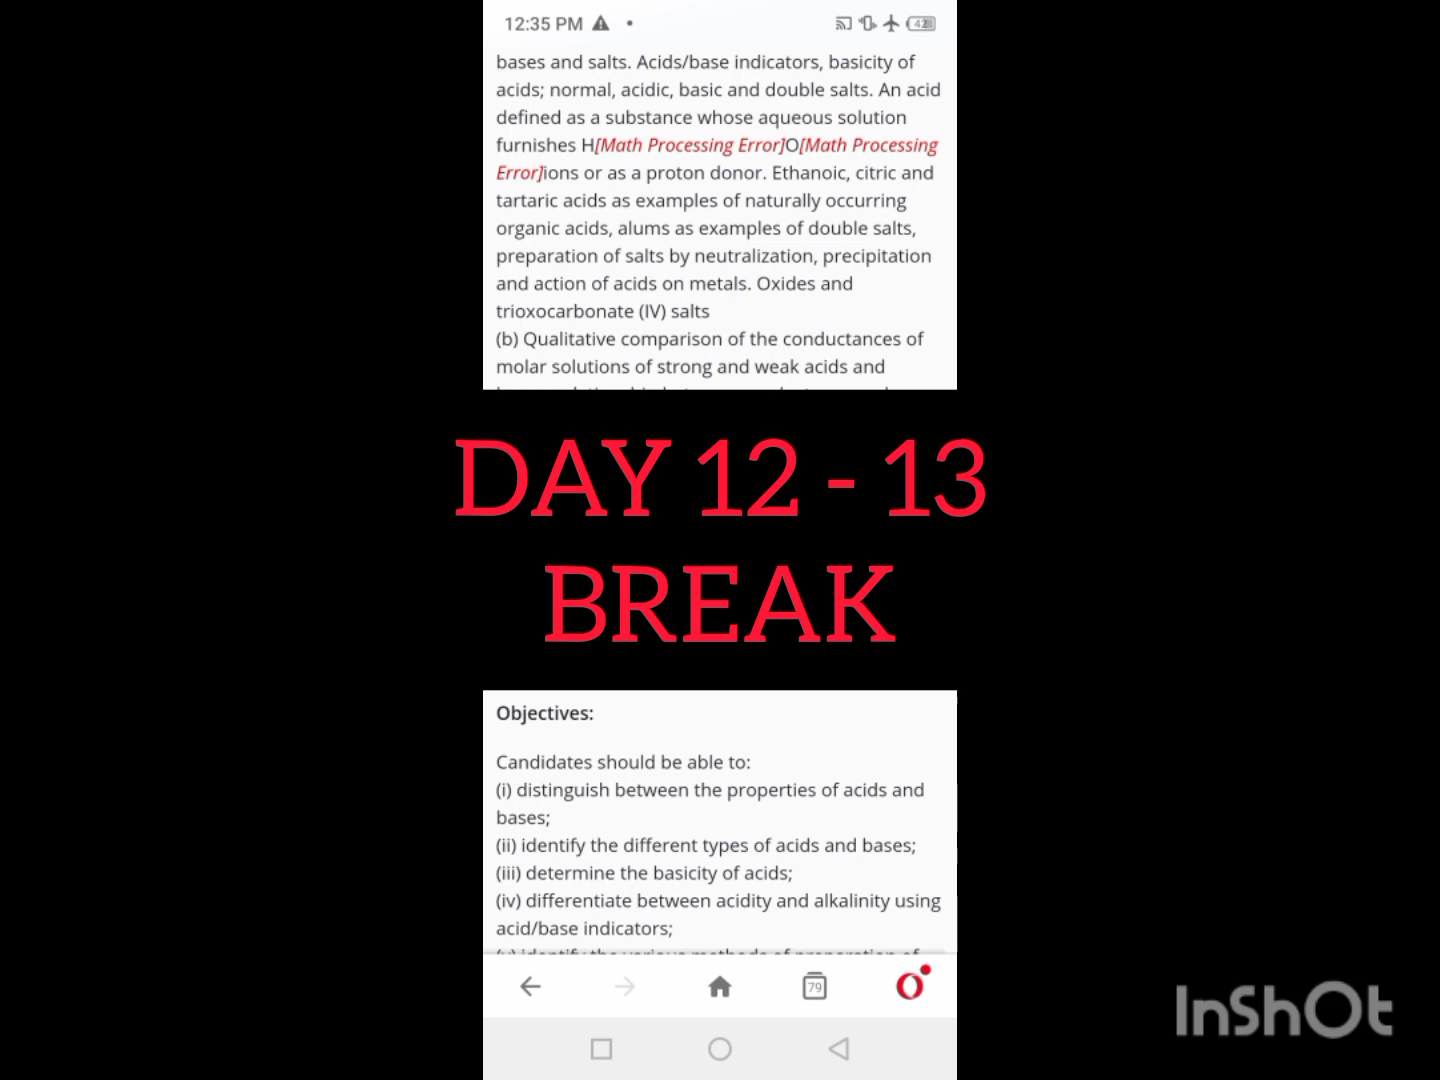 12:35 PM
42
bases and salts. Acids/base indicators, basicity of
acids; normal, acidic, basic and double salts. An acid
defined as a substance whose aqueous solution
furnishes H[Math Processing Error]O[Math Processing
Error]ions or as a proton donor. Ethanoic, citric and
tartaric acids as examples of naturally occurring
organic acids, alums as examples of double salts,
preparation of salts by neutralization, precipitation
and action of acids on metals. Oxides and
trioxocarbonate (IV) salts
(b) Qualitative comparison of the conductances of
molar solutions of strong and weak acids and
DAY 12 - 13
BREAK
Objectives:
Candidates should be able to:
(i) distinguish between the properties of acids and
bases;
(ii) identify the different types of acids and bases;
(iii) determine the basicity of acids;
(iv) differentiate between acidity and alkalinity using
acid/base indicators;
79
InShOt